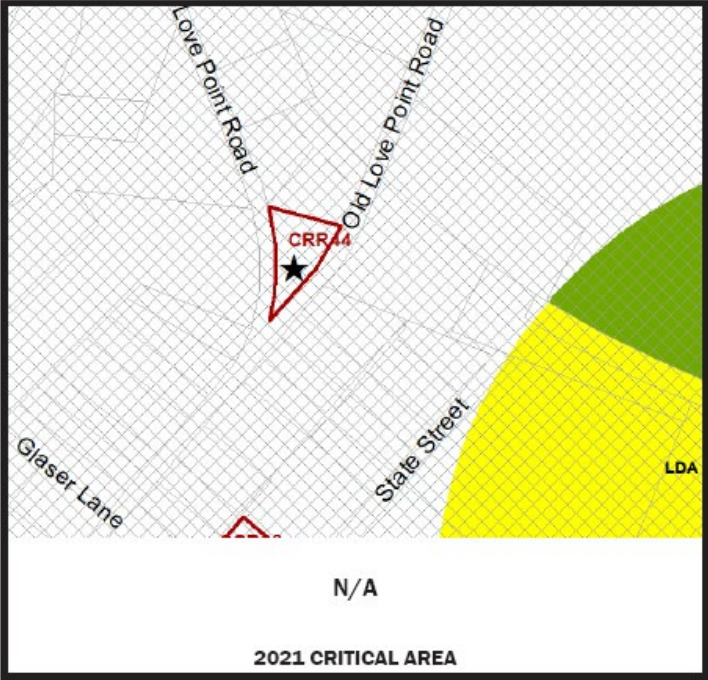 Love Point Road
Old Love Point Road
CRR44
State Street
Glaser Lane
LDA
N/A
2021 CRITICAL AREA